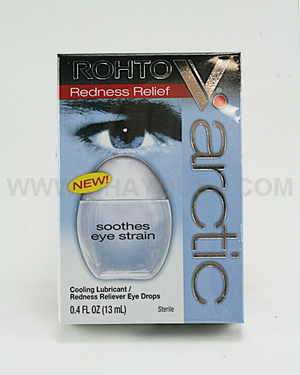 ROHTO V.
Redness Relief
arctic
NEW!
soothes
eye strain
Cooling Lubricant /
Redness Reliever Eye Drops
0.4 FL OZ (13 mL)
Sterile